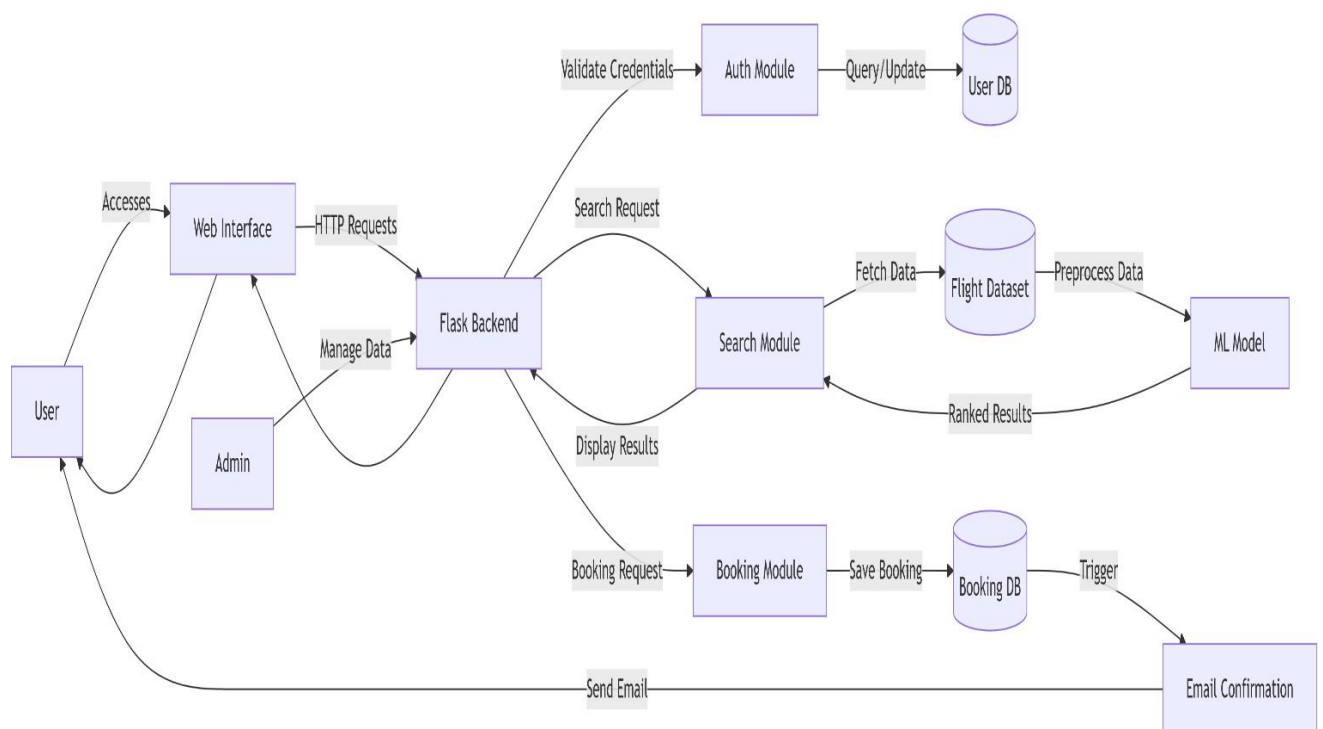 Validate Credentials
Auth Module
Query/Update
User DB
Accesses
Web Interface
HTTP Requests
Search Request
Flask Backend
Manage Data
Fetch Data
Flight Dataset
Preprocess Data
Search Module
ML Model
User
Admin
Ranked Results
Display Results
Booking Request
Booking Module
Save Booking
Booking DB
Trigger
Send Email
Email Confirmation